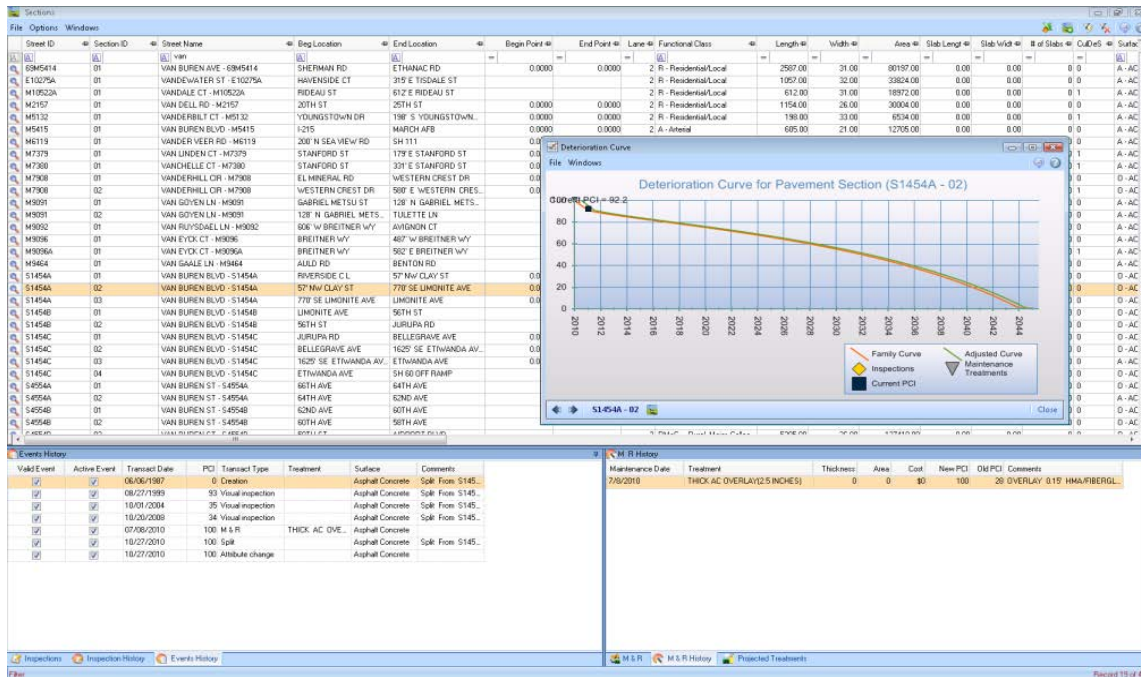 Sections
File Options Windows
Street ID Section ID Street Name Beg Location End Location Begin Point End Point Lane Functional Class Length Width Area Slab Lengt Slab Widt # of Slabs CulDeS Surfac
van
69M5414 01 VAN BUREN AVE - 69M5414 SHERMAN RD ETHANAC RD 0.0000 0.0000 2 R - Residential/Local 2587.00 31.00 80197.00 0.00 0.00 0 0 A - AC
E10275A 01 VANDEWATER ST - E10275A HAVENSIDE CT 315' E TISDALE ST 2 R - Residential/Local 1057.00 32.00 33824.00 0.00 0.00 0 0 A - AC
M10522A 01 VANDALE CT - M10522A RIDEAU ST 612' E RIDEAU ST 2 R - Residential/Local 612.00 31.00 18972.00 0.00 0.00 0 1 A - AC
M2157 01 VAN DELL RD - M2157 20TH ST 25TH ST 0.0000 0.0000 2 R - Residential/Local 1154.00 26.00 30004.00 0.00 0.00 0 0 A - AC
M5132 01 VANDERBILT CT - M5132 YOUNGSTOWN DR 198' S YOUNGSTOWN... 0.0000 0.0000 2 R - Residential/Local 198.00 33.00 6534.00 0.00 0.00 0 1 A - AC
M5415 01 VAN BUREN BLVD - M5415 I-215 MARCH AFB 0.0000 0.0000 2 A - Arterial 605.00 21.00 12705.00 0.00 0.00 0 0 A - AC
M6119 01 VANDER VEER RD - M6119 200' N SEA VIEW RD SH 111
M7379 01 VAN LINDEN CT - M7379 STANFORD ST 179' E STANFORD ST
M7380 01 VANCHELLE CT - M7380 STANFORD ST 331' E STANFORD ST
M7908 01 VANDERHILL CIR - M7908 EL MINERAL RD WESTERN CREST DR
M7908 02 VANDERHILL CIR - M7908 WESTERN CREST DR 580' E WESTERN CRES...
M9091 01 VAN GOYEN LN - M9091 GABRIEL METSU ST 128' N GABRIEL METS...
M9091 02 VAN GOYEN LN - M9091 128' N GABRIEL METS... TULETTE LN
M9092 01 VAN RUYSDAEL LN - M9092 606' W BREITNER WY AVIGNON CT
M9096 01 VAN EYCK CT - M9096 BREITNER WY 487' W BREITNER WY
M9096A 01 VAN EYCK CT - M9096A BREITNER WY 582' E BREITNER WY
M9464 01 VAN GAALE LN - M9464 AULD RD BENTON RD
S1454A 01 VAN BUREN BLVD - S1454A RIVERSIDE C L 57' NW CLAY ST
S1454A 02 VAN BUREN BLVD - S1454A 57' NW CLAY ST 770' SE LIMONITE AVE
S1454A 03 VAN BUREN BLVD - S1454A 770' SE LIMONITE AVE LIMONITE AVE
S1454B 01 VAN BUREN BLVD - S1454B LIMONITE AVE 56TH ST
S1454B 02 VAN BUREN BLVD - S1454B 56TH ST JURUPA RD
S1454C 01 VAN BUREN BLVD - S1454C JURUPA RD BELLEGRAVE AVE
S1454C 02 VAN BUREN BLVD - S1454C BELLEGRAVE AVE 1625' SE ETIWANDA AV...
S1454C 03 VAN BUREN BLVD - S1454C 1625' SE ETIWANDA AV... ETIWANDA AVE
S1454C 04 VAN BUREN BLVD - S1454C ETIWANDA AVE SH 60 OFF RAMP
S4554A 01 VAN BUREN ST - S4554A 66TH AVE 64TH AVE
S4554A 02 VAN BUREN ST - S4554A 64TH AVE 62ND AVE
S4554B 01 VAN BUREN ST - S4554B 62ND AVE 60TH AVE
S4554B 02 VAN BUREN ST - S4554B 60TH AVE 58TH AVE
Deterioration Curve
File Windows
Deterioration Curve for Pavement Section (S1454A - 02)
Current PCI = 92.2
80
60
40
20
0
2010 2012 2014 2016 2018 2020 2022 2024 2026 2028 2030 2032 2034 2036 2038 2040 2042 2044
Family Curve Adjusted Curve
Inspections Maintenance Treatments
Current PCI
S1454A - 02 Close
Events History
Valid Event Active Event Transact Date PCI Transact Type Treatment Surface Comments
06/06/1987 0 Creation Asphalt Concrete Split From S145...
08/27/1999 93 Visual inspection Asphalt Concrete Split From S145...
10/01/2004 35 Visual inspection Asphalt Concrete Split From S145...
10/20/2008 34 Visual inspection Asphalt Concrete Split From S145...
07/08/2010 100 M & R THICK AC OVE... Asphalt Concrete
10/27/2010 100 Split Asphalt Concrete Split From S145...
10/27/2010 100 Attribute change Asphalt Concrete
M R History
Maintenance Date Treatment Thickness Area Cost New PCI Old PCI Comments
7/8/2010 THICK AC OVERLAY(2.5 INCHES) 0 0 $0 100 28 OVERLAY 0.15' HMA/FIBERGL...
Inspections Inspection History Events History
M & R M & R History Projected Treatments
Filter